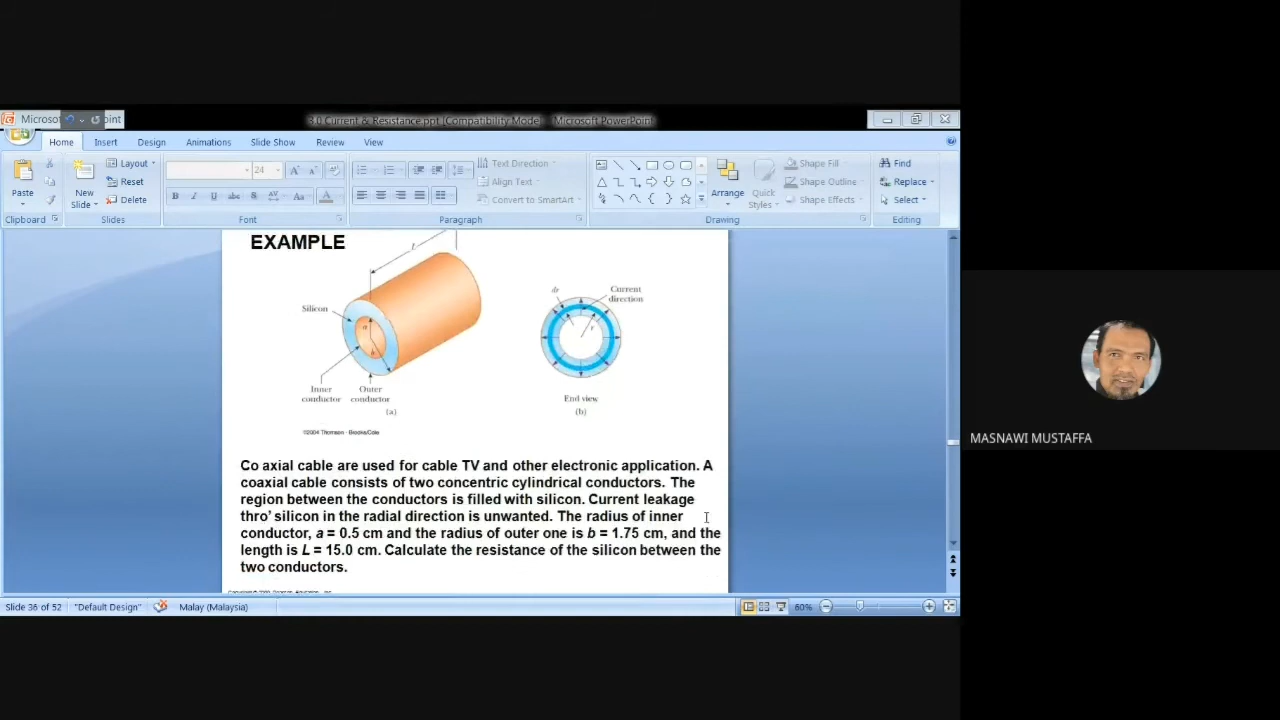 Microsof point
3.0 Current & Resistance.ppt [Compatibility Mode] - Microsoft PowerPoint
Home Insert Design Animations Slide Show Review View
Paste
New Slide
Layout
Reset
Delete
24
B I U abc S AV Aa A
Text Direction
Align Text
Convert to SmartArt
Arrange
Quick Styles
Shape Fill
Shape Outline
Shape Effects
Find
Replace
Select
Clipboard Slides Font Paragraph Drawing Editing
EXAMPLE
L
Silicon
a
b
Inner conductor
Outer conductor
(a)
dr
Current direction
r
End view
(b)
©2004 Thomson - Brooks/Cole
Co axial cable are used for cable TV and other electronic application. A
coaxial cable consists of two concentric cylindrical conductors. The
region between the conductors is filled with silicon. Current leakage
thro' silicon in the radial direction is unwanted. The radius of inner
conductor, a = 0.5 cm and the radius of outer one is b = 1.75 cm, and the
length is L = 15.0 cm. Calculate the resistance of the silicon between the
two conductors.
Slide 36 of 52 "Default Design" Malay (Malaysia) 60%
MASNAWI MUSTAFFA